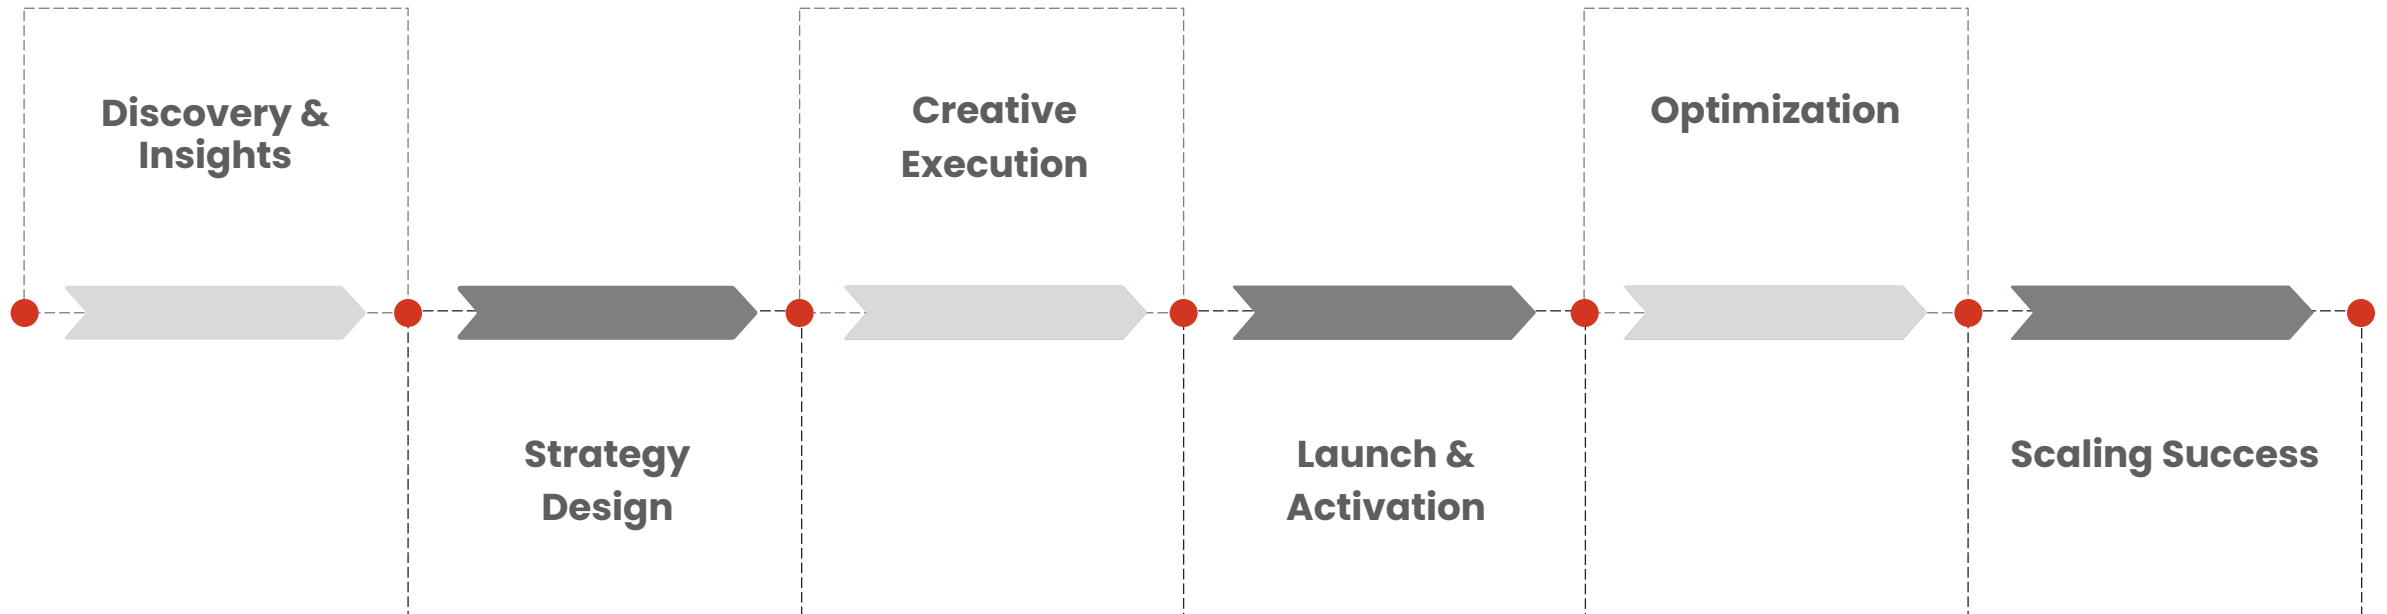 Discovery &
Insights
Strategy
Design
Creative
Execution
Launch &
Activation
Optimization
Scaling Success